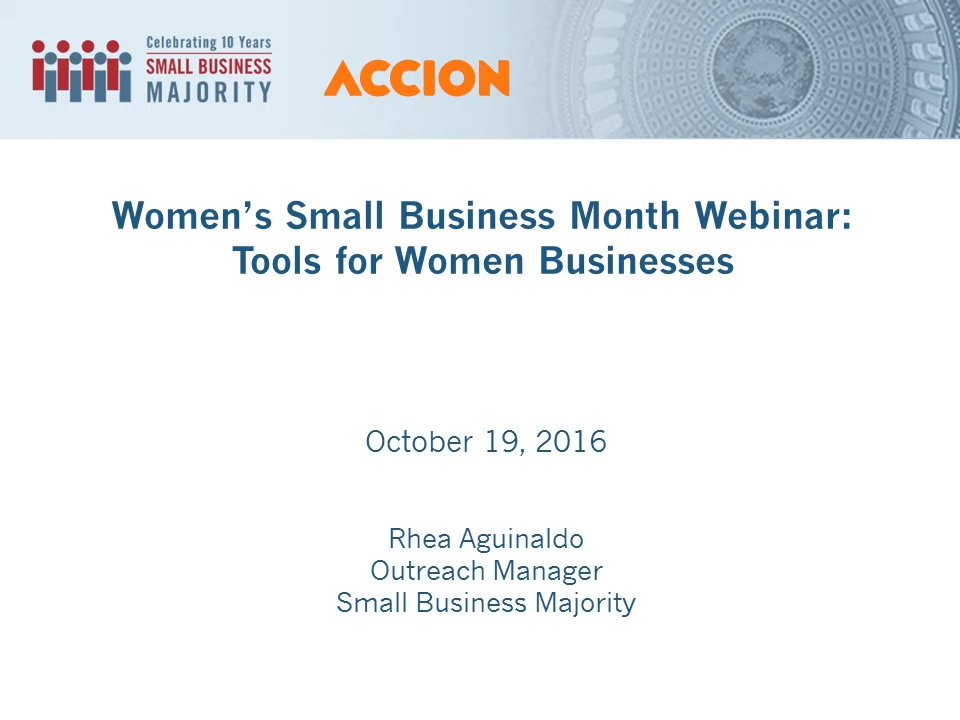 Celebrating 10 Years
SMALL BUSINESS
MAJORITY
ACCION
Women’s Small Business Month Webinar:
Tools for Women Businesses
October 19, 2016
Rhea Aguinaldo
Outreach Manager
Small Business Majority